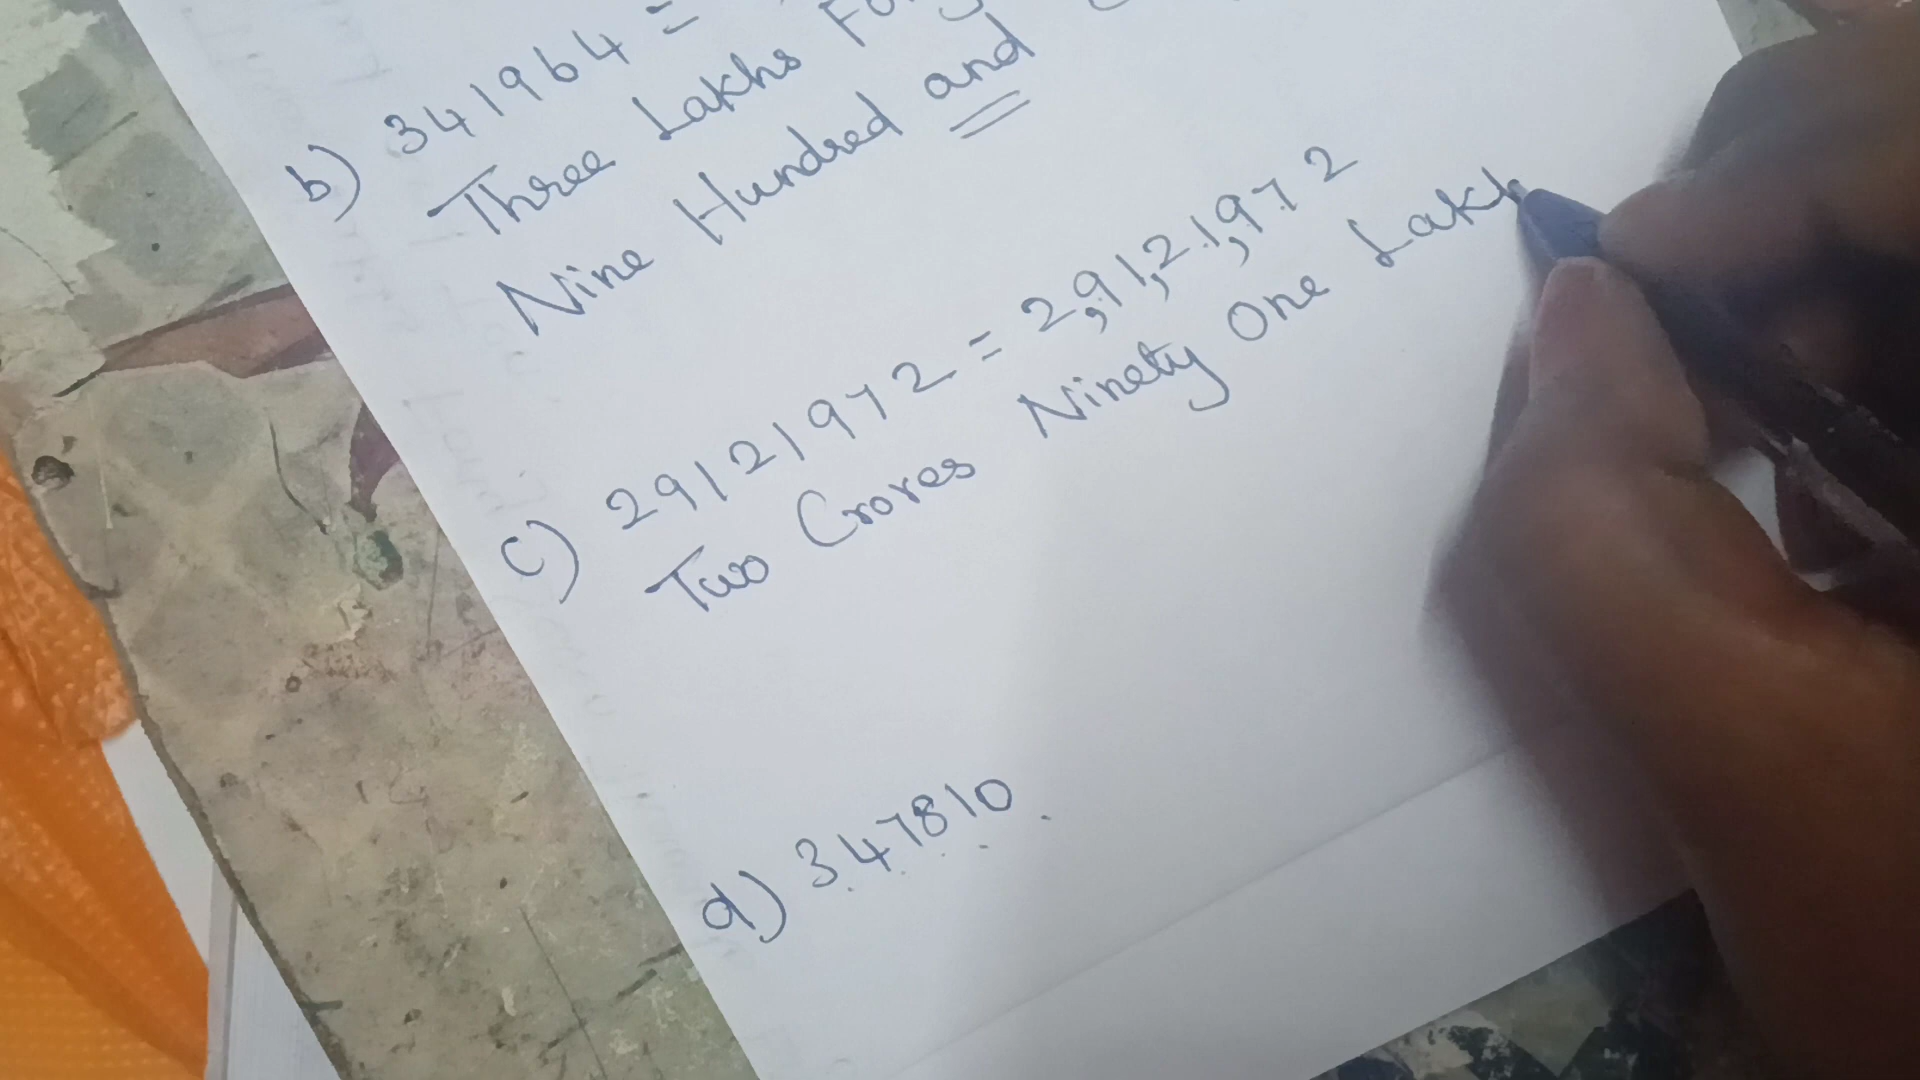 b) 341964 =
Three Lakhs
Nine Hundred and
c) 29121972 = 2,91,21,972
Two Crores Ninety One Lakh
d) 347810